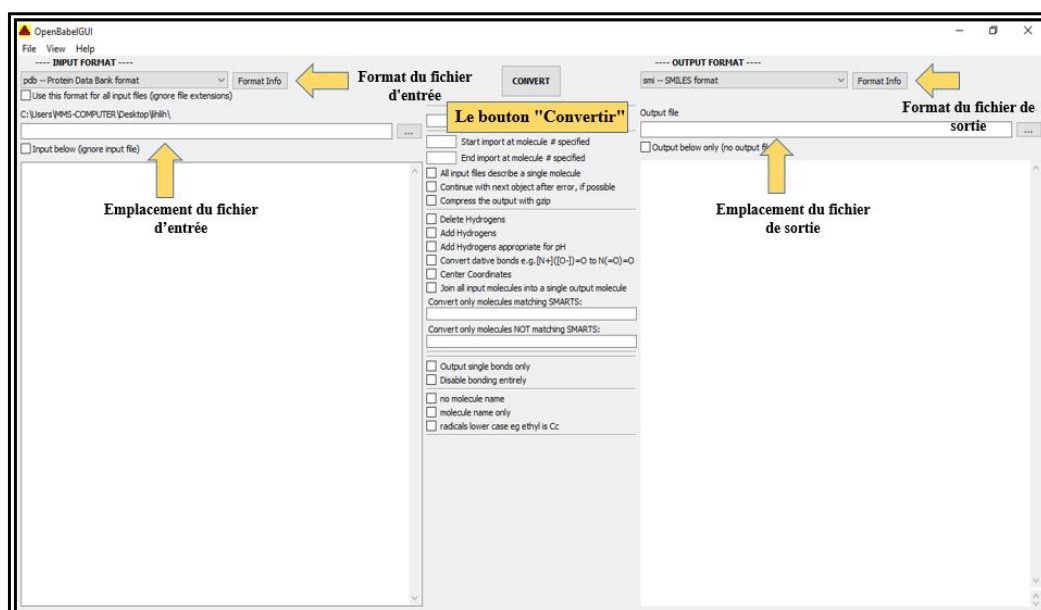 OpenBabelGUI
File View Help
---- INPUT FORMAT ----
pdb -- Protein Data Bank format
Format Info
Use this format for all input files (ignore file extensions)
C:\Users\MMS-COMPUTER\Desktop\lihlih\
...
Input below (ignore input file)
Format du fichier
d'entrée
Emplacement du fichier
d'entrée
CONVERT
Le bouton "Convertir"
Start import at molecule # specified
End import at molecule # specified
All input files describe a single molecule
Continue with next object after error, if possible
Compress the output with gzip
Delete Hydrogens
Add Hydrogens
Add Hydrogens appropriate for pH
Convert dative bonds e.g.[N+]([O-])=O to N(=O)=O
Center Coordinates
Join all input molecules into a single output molecule
Convert only molecules matching SMARTS:
Convert only molecules NOT matching SMARTS:
Output single bonds only
Disable bonding entirely
no molecule name
molecule name only
radicals lower case eg ethyl is Cc
---- OUTPUT FORMAT ----
smi -- SMILES format
Format Info
Format du fichier de
sortie
Output file
...
Output below only (no output
Emplacement du fichier
de sortie